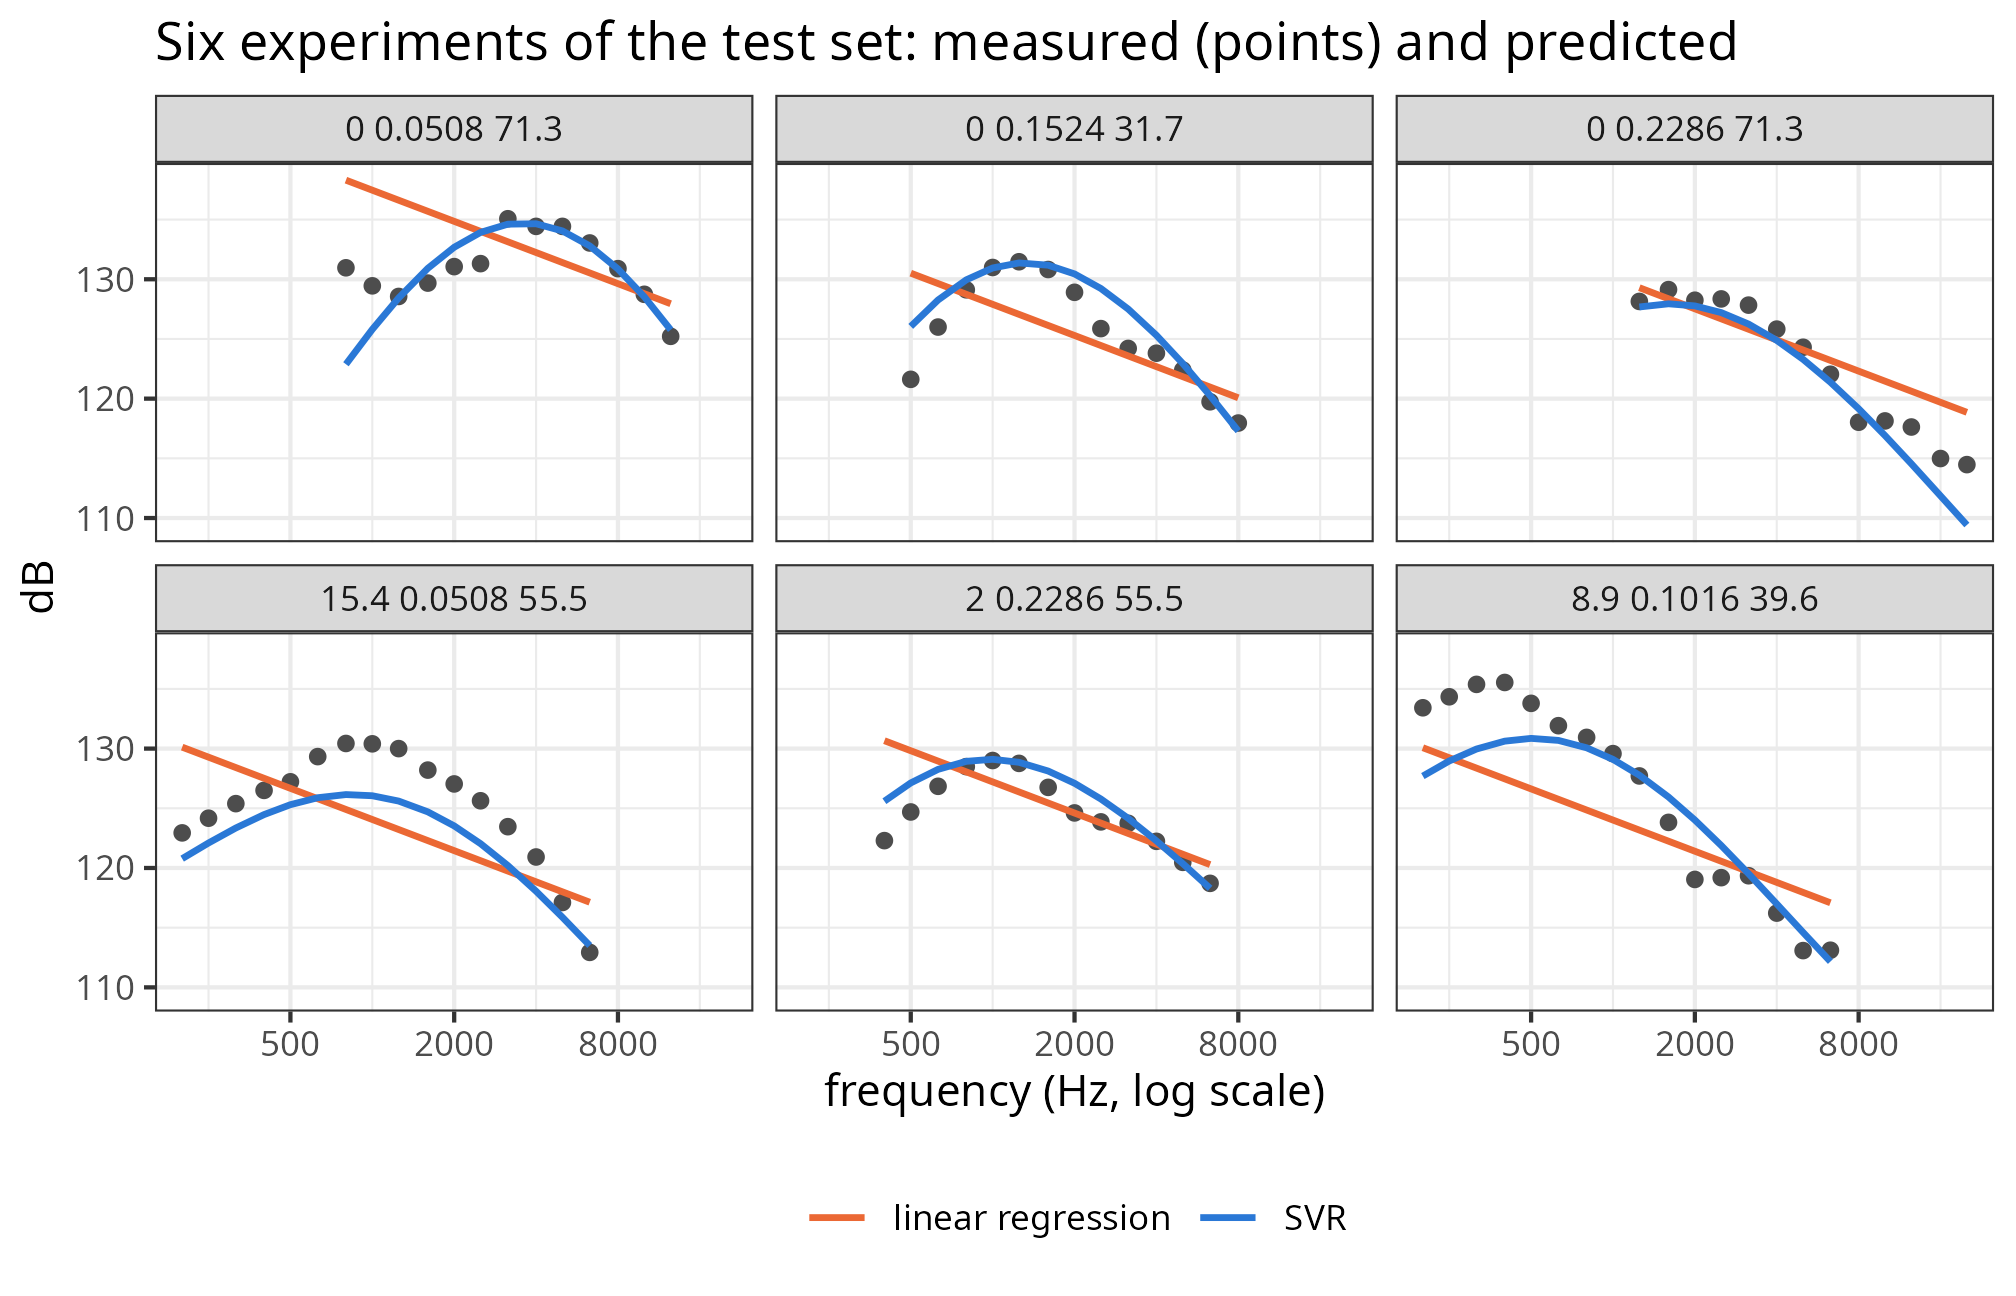 Six experiments of the test set: measured (points) and predicted
0 0.0508 71.3
0 0.1524 31.7
0 0.2286 71.3
130
120
110
dB
15.4 0.0508 55.5
2 0.2286 55.5
8.9 0.1016 39.6
130
120
110
500 2000 8000
500 2000 8000
500 2000 8000
frequency (Hz, log scale)
linear regression
SVR